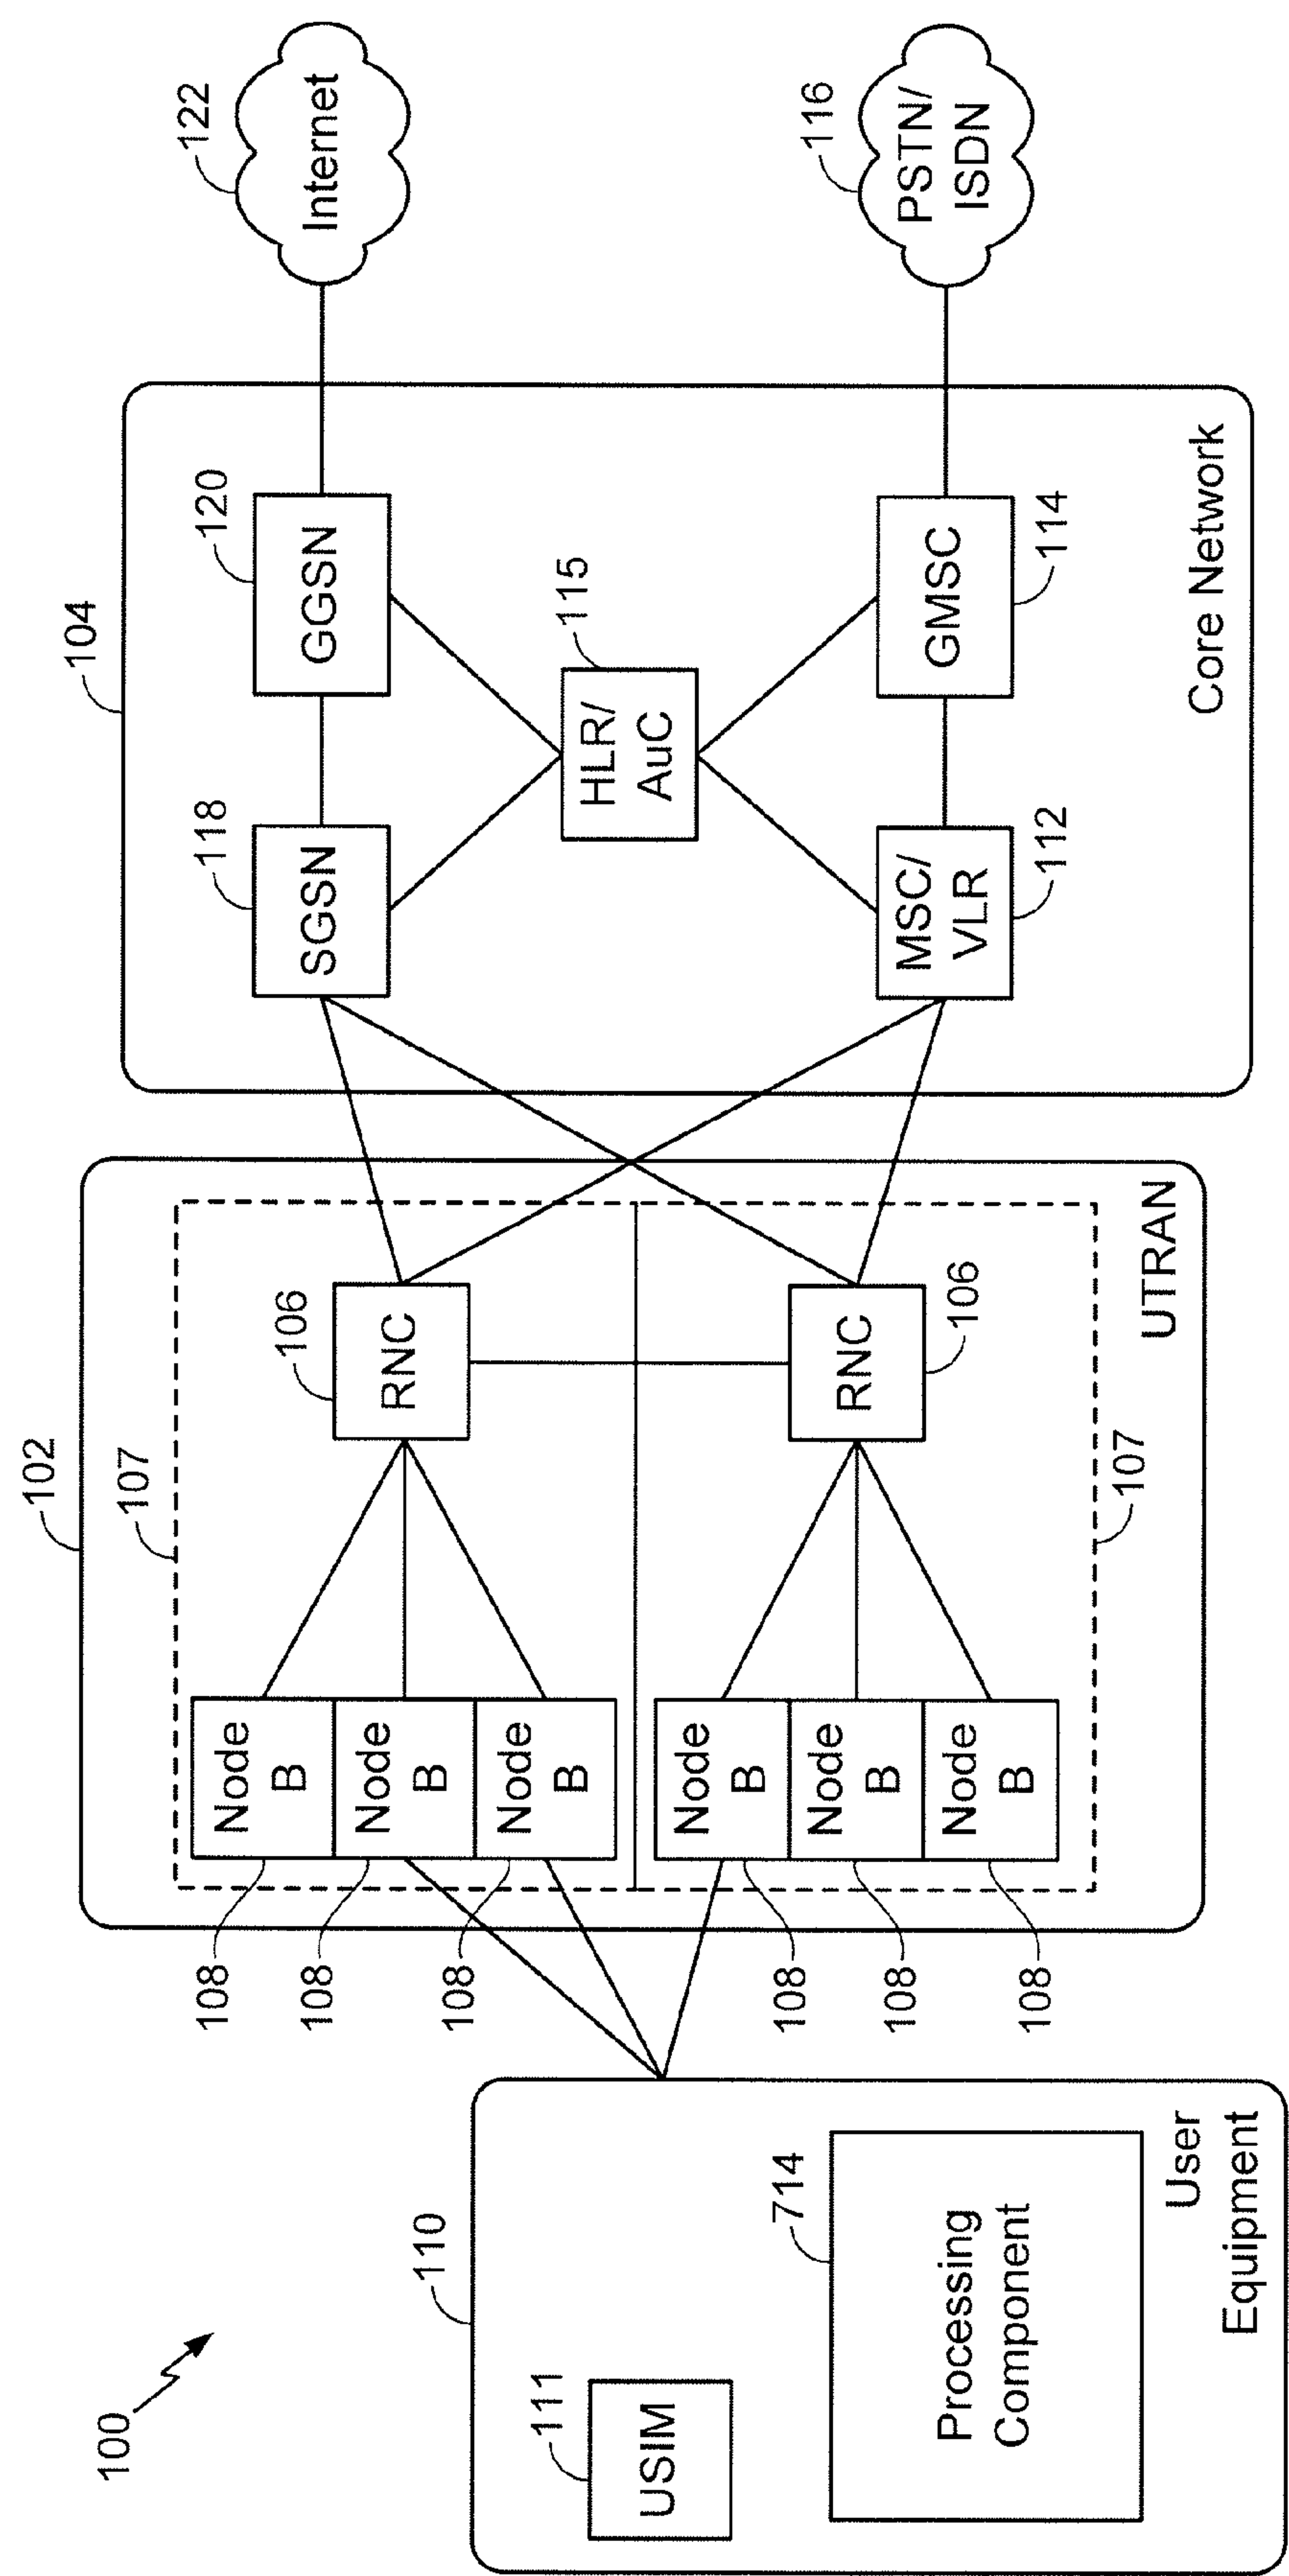 100
110
111
USIM
714
Processing
Component
User
Equipment
102
107
108
Node
B
108
Node
B
108
Node
B
106
RNC
108
Node
B
108
Node
B
108
Node
B
RNC
106
107
UTRAN
104
118
SGSN
120
GGSN
115
HLR/
AuC
MSC/
VLR
112
GMSC
114
Core Network
122
Internet
116
PSTN/
ISDN